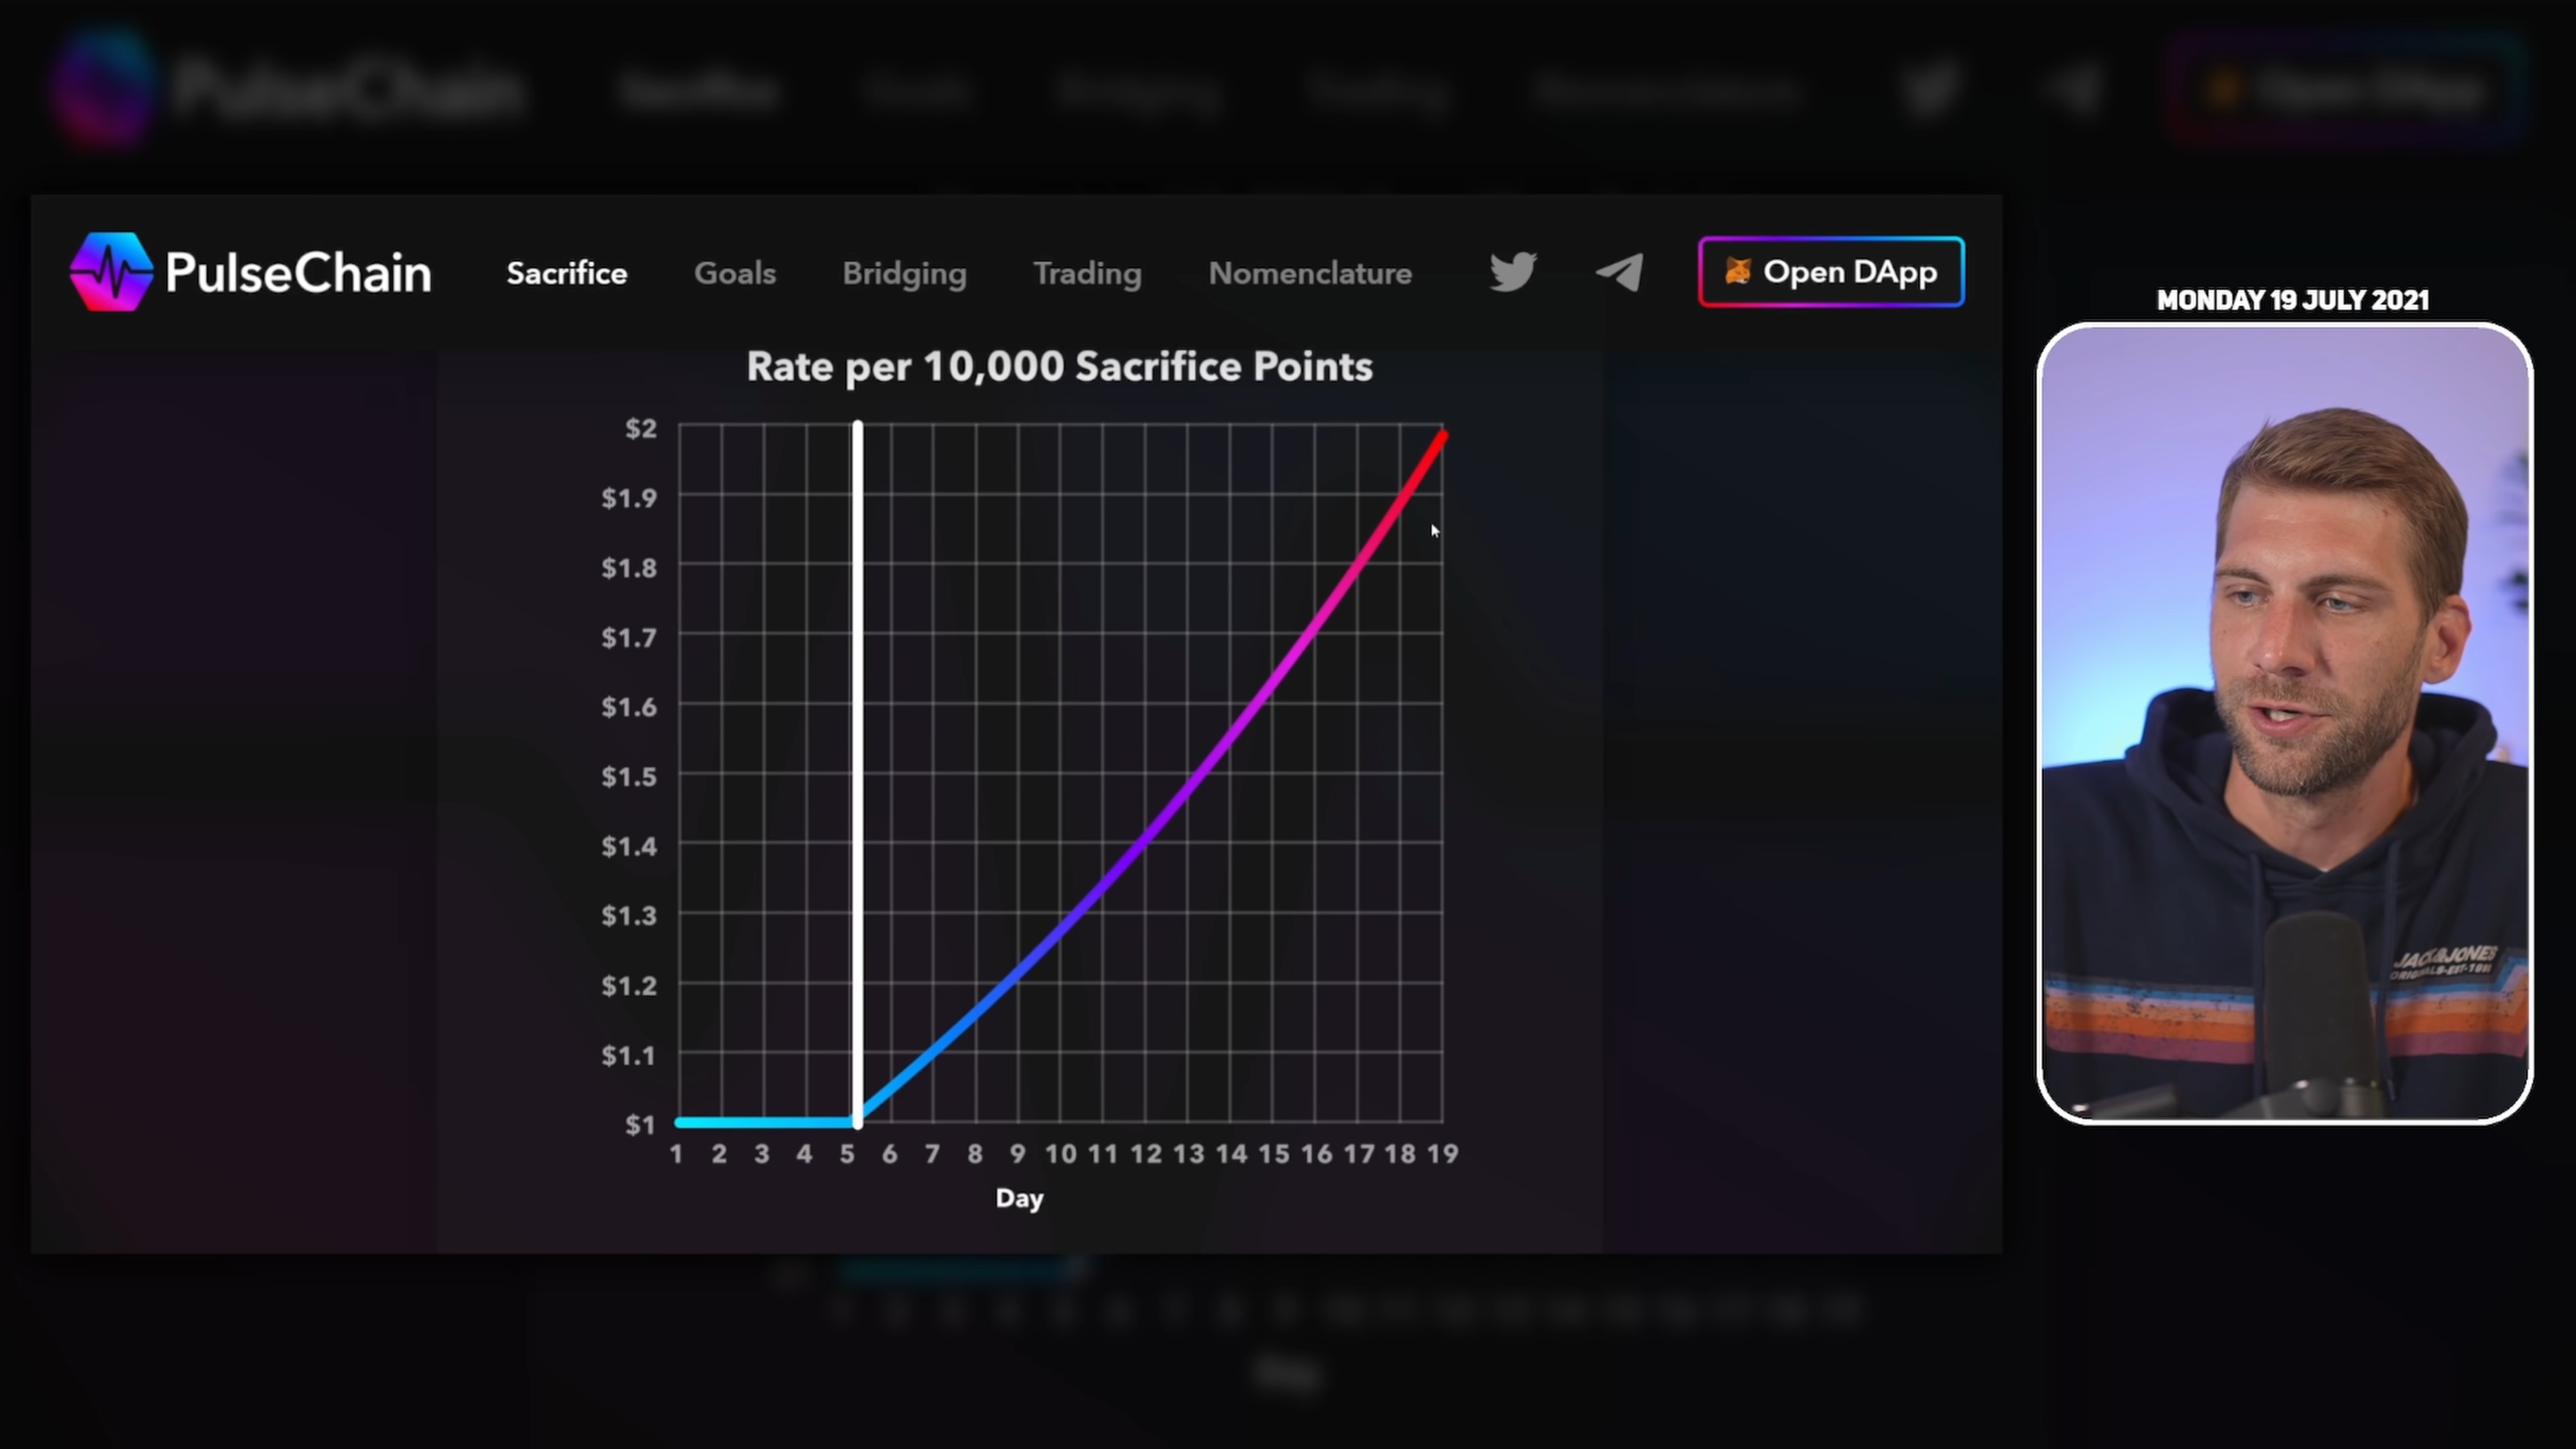 PulseChain
Sacrifice
Goals
Bridging
Trading
Nomenclature
Open DApp
MONDAY 19 JULY 2021
Rate per 10,000 Sacrifice Points
$2
$1.9
$1.8
$1.7
$1.6
$1.5
$1.4
$1.3
$1.2
$1.1
$1
1 2 3 4 5 6 7 8 9 10 11 12 13 14 15 16 17 18 19
Day
JACK&JONES